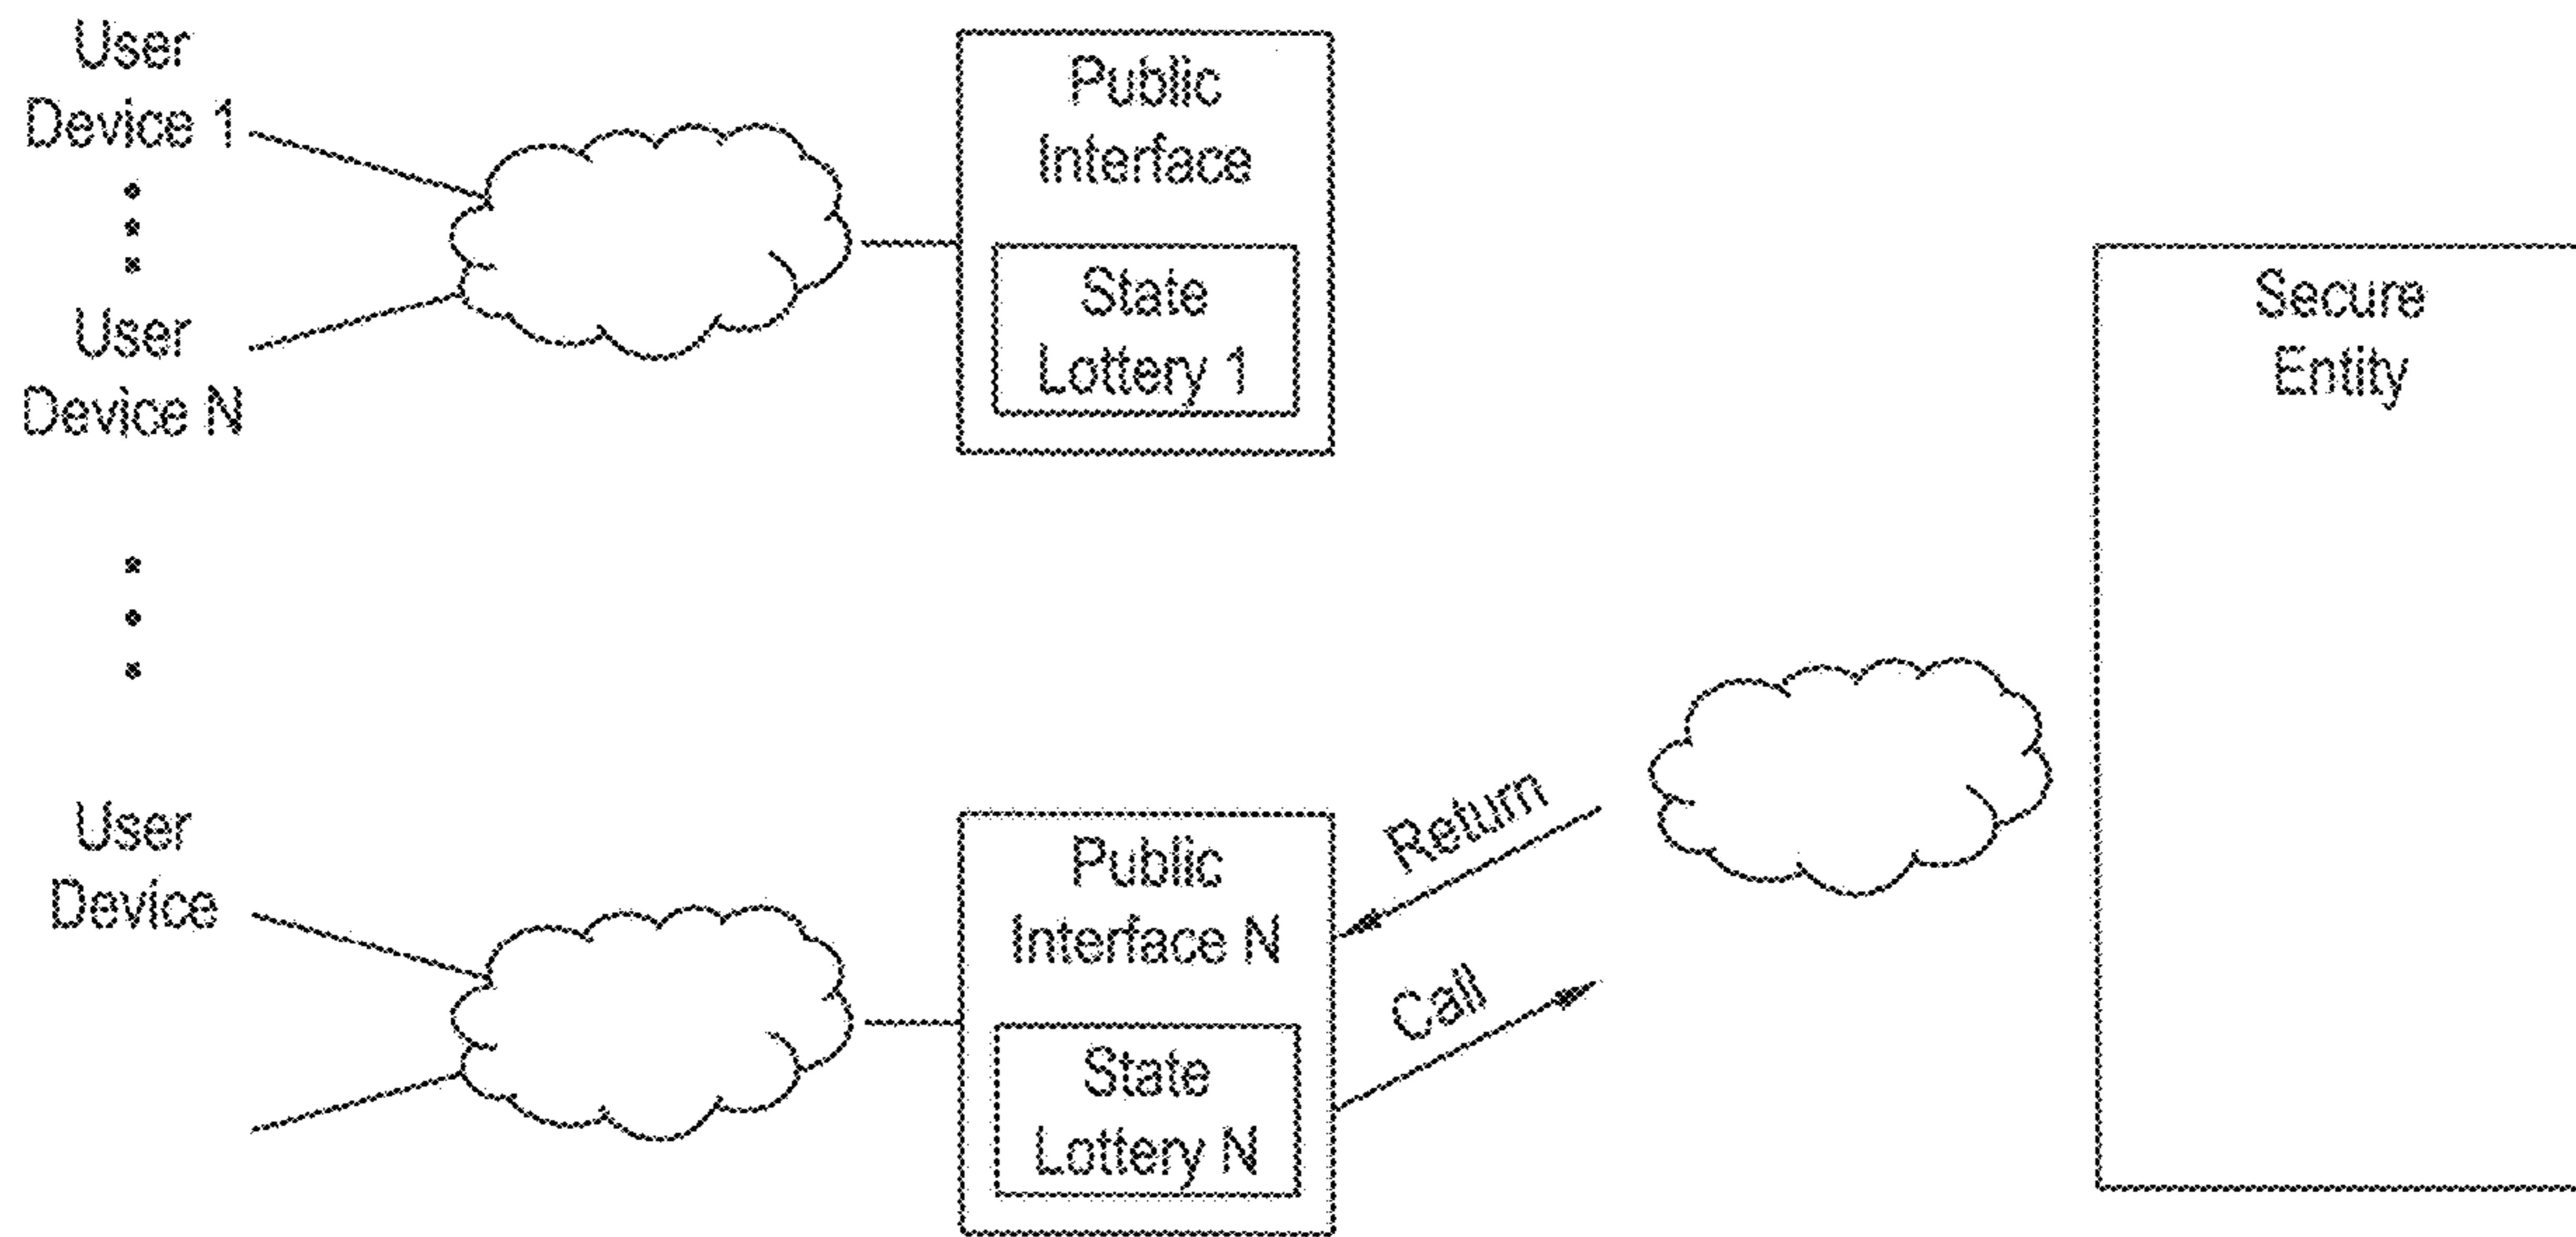 User
Device 1
User
Device N
Public
Interface
State
Lottery 1
Secure
Entity
User
Device
Public
Interface N
State
Lottery N
Return
Call